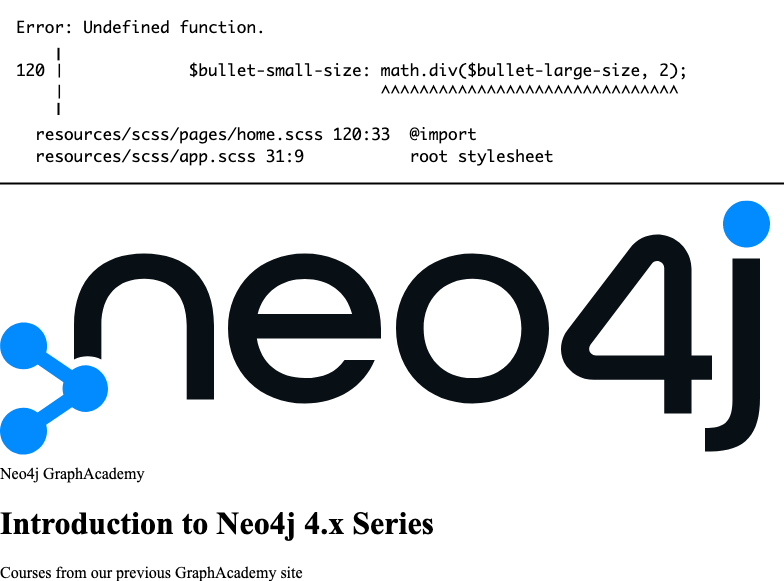 Error: Undefined function.
120 | $bullet-small-size: math.div($bullet-large-size, 2);
| ^^^^^^^^^^^^^^^^^^^^^^^^^^^^^^^
resources/scss/pages/home.scss 120:33 @import
resources/scss/app.scss 31:9 root stylesheet
neo4j
Neo4j GraphAcademy
Introduction to Neo4j 4.x Series
Courses from our previous GraphAcademy site